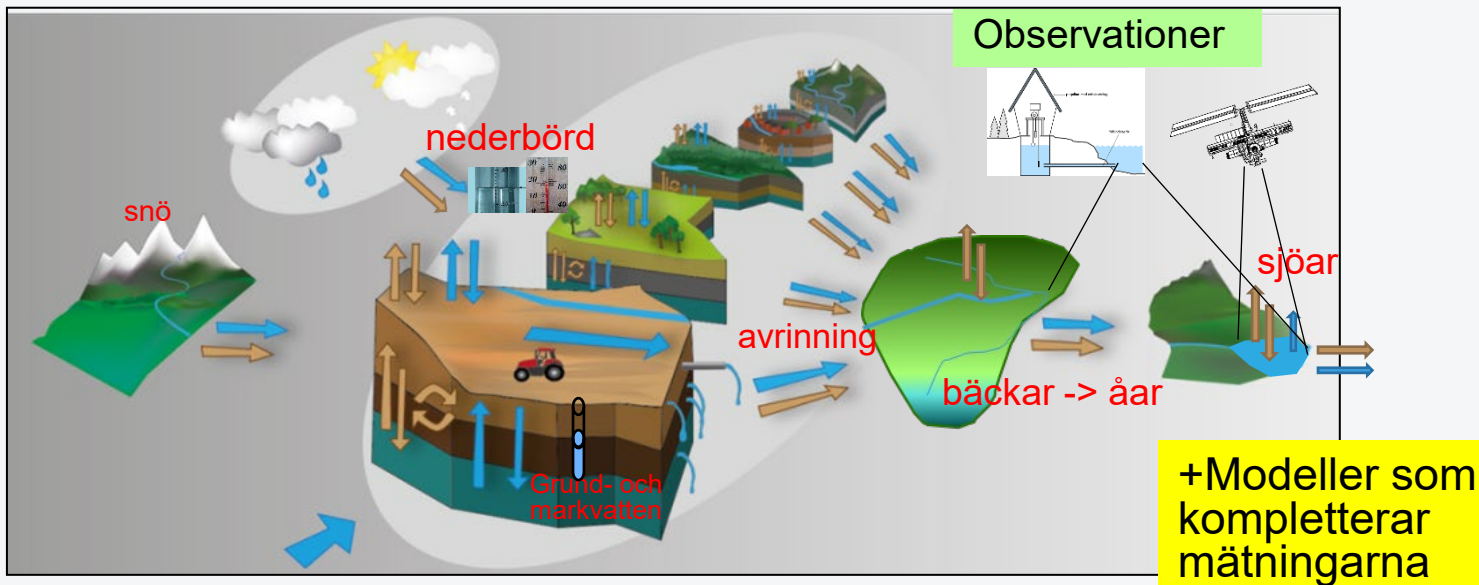 Observationer
nederbörd
snö
sjöar
avrinning
bäckar -> åar
Grund- och
markvatten
+Modeller som
kompletterar
mätningarna